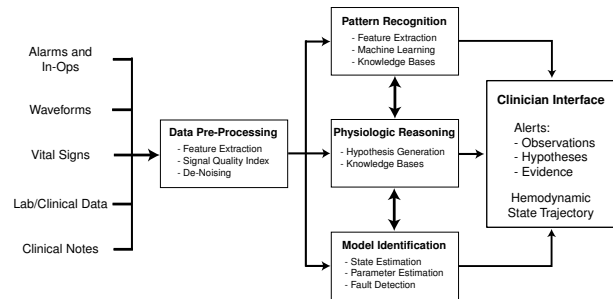 Alarms and
In-Ops
Waveforms
Vital Signs
Lab/Clinical Data
Clinical Notes
Data Pre-Processing
- Feature Extraction
- Signal Quality Index
- De-Noising
Pattern Recognition
- Feature Extraction
- Machine Learning
- Knowledge Bases
Physiologic Reasoning
- Hypothesis Generation
- Knowledge Bases
Model Identification
- State Estimation
- Parameter Estimation
- Fault Detection
Clinician Interface
Alerts:
- Observations
- Hypotheses
- Evidence
Hemodynamic
State Trajectory